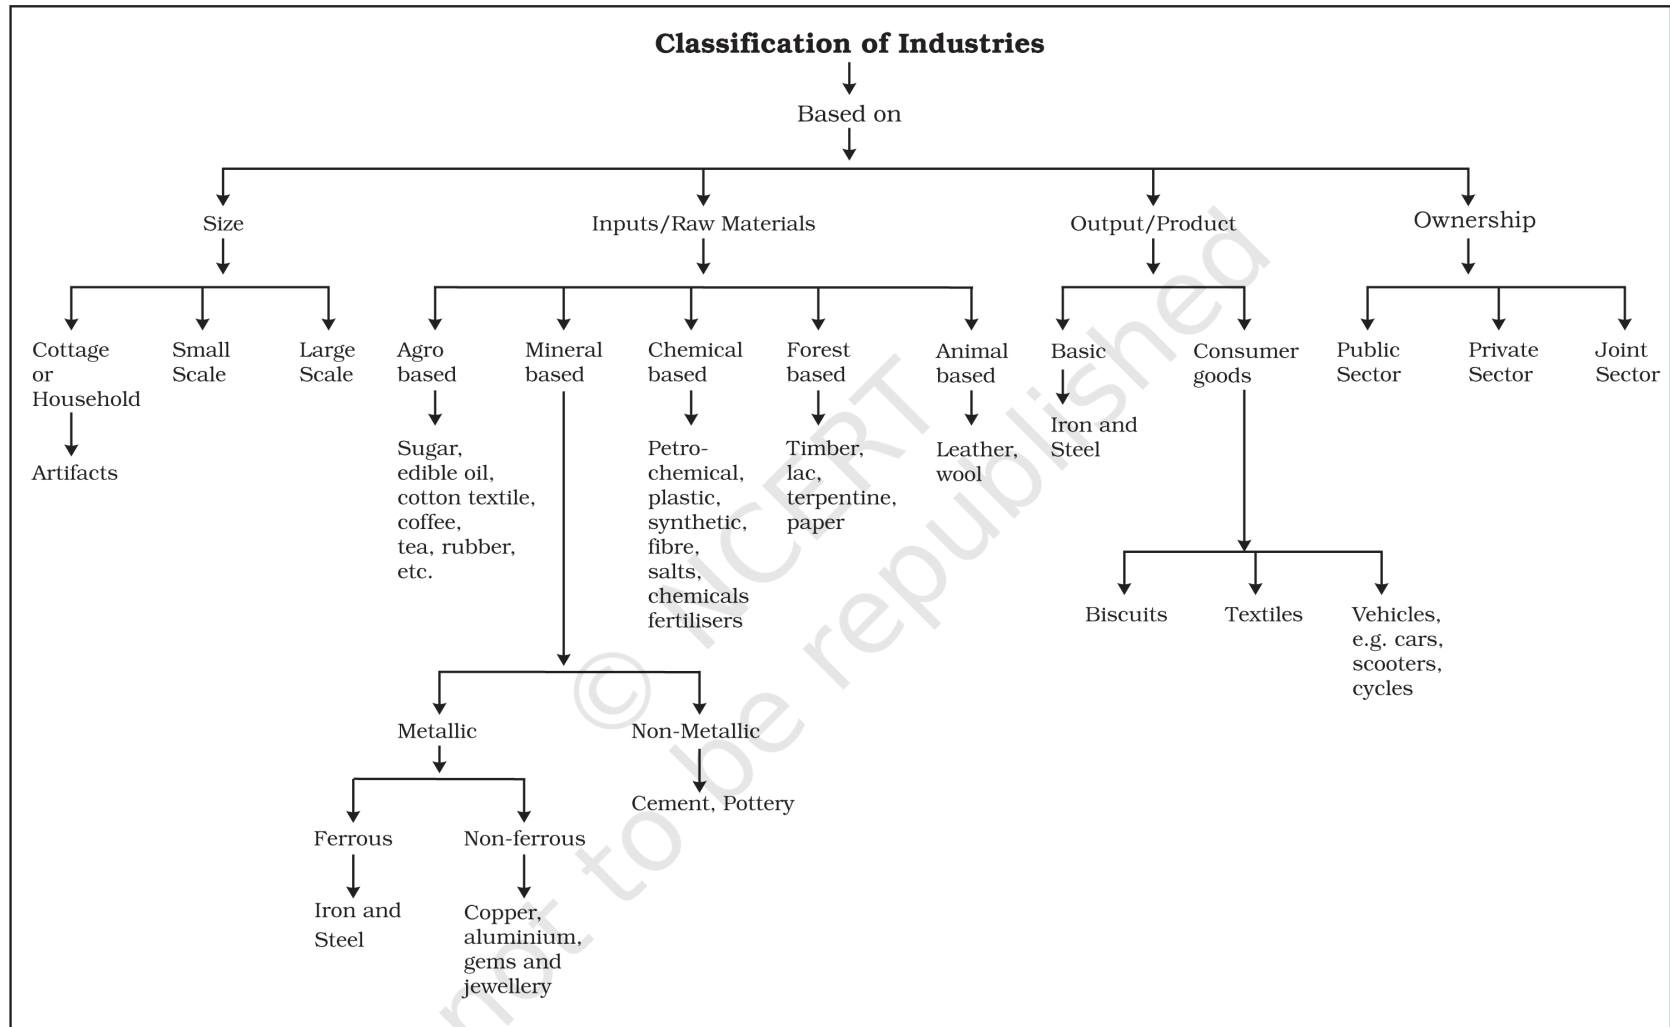 Classification of Industries
Based on
Size
Inputs/Raw Materials
Output/Product
Ownership
Cottage
or
Household
Small
Scale
Large
Scale
Agro
based
Mineral
based
Chemical
based
Forest
based
Animal
based
Basic
Consumer
goods
Public
Sector
Private
Sector
Joint
Sector
Artifacts
Sugar,
edible oil,
cotton textile,
coffee,
tea, rubber,
etc.
Petro-
chemical,
plastic,
synthetic,
fibre,
salts,
chemicals
fertilisers
Timber,
lac,
terpentine,
paper
Leather,
wool
Iron and
Steel
Biscuits
Textiles
Vehicles,
e.g. cars,
scooters,
cycles
Metallic
Non-Metallic
Cement, Pottery
Ferrous
Non-ferrous
Iron and
Steel
Copper,
aluminium,
gems and
jewellery
© NCERT
not to be republished